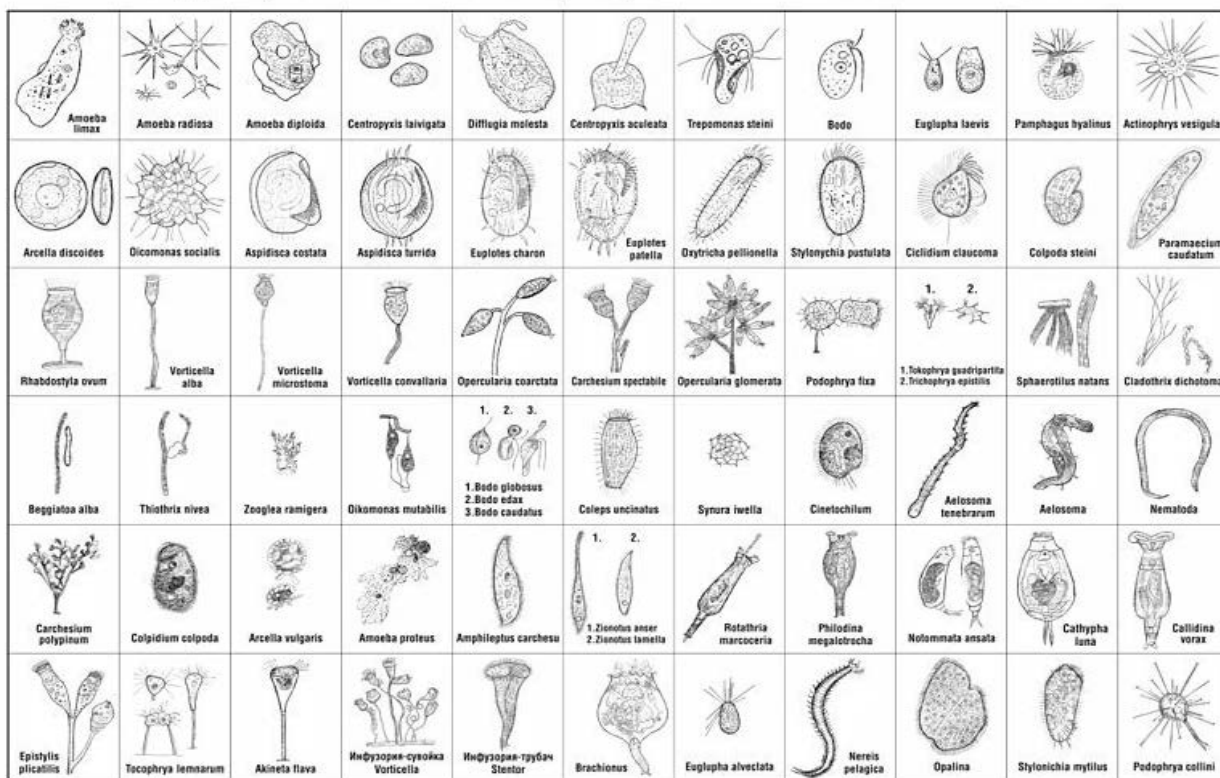 Amoeba
limax
Amoeba radiosa
Amoeba diploida
Centropyxis laivigata
Difflugia molesta
Centropyxis aculeata
Trepomonas steini
Bodo
Euglupha laevis
Pamphagus hyalinus
Actinophrys vesigula
Arcella discoides
Oicomonas socialis
Aspidisca costata
Aspidisca turrida
Euplotes charon
Euplotes
patella
Oxytricha pellionella
Stylonychia pustulata
Ciclidium claucoma
Colpoda steini
Paramaecium
caudatum
Rhabdostyla ovum
Vorticella
alba
Vorticella
microstoma
Vorticella convallaria
Opercularia coarctata
Carchesium spectabile
Opercularia glomerata
Podophrya fixa
1. 2.
1.Tokophrya guadripartita
2.Trichophrya epistilis
Sphaerotilus natans
Cladothrix dichotoma
Beggiatoa alba
Thiothrix nivea
Zooglea ramigera
Oikomonas mutabilis
1. 2. 3.
1.Bodo globosus
2.Bodo edax
3.Bodo caudatus
Coleps uncinatus
Synura iwella
Cinetochilum
Aelosoma
tenebrarum
Aelosoma
Nematoda
Carchesium
polypinum
Colpidium colpoda
Arcella vulgaris
Amoeba proteus
Amphileptus carchesu
1. 2.
1.Zionotus anser
2.Zionotus lamella
Rotathria
marcoceria
Philodina
megalotrocha
Notommata ansata
Cathypha
luna
Callidina
vorax
Epistylis
plicatilis
Tocophrya lemnarum
Akineta flava
Инфузория-сувойка
Vorticella
Инфузория-трубач
Stentor
Brachionus
Euglupha alvectata
Nereis
pelagica
Opalina
Stylonichia mytilus
Podophrya collini